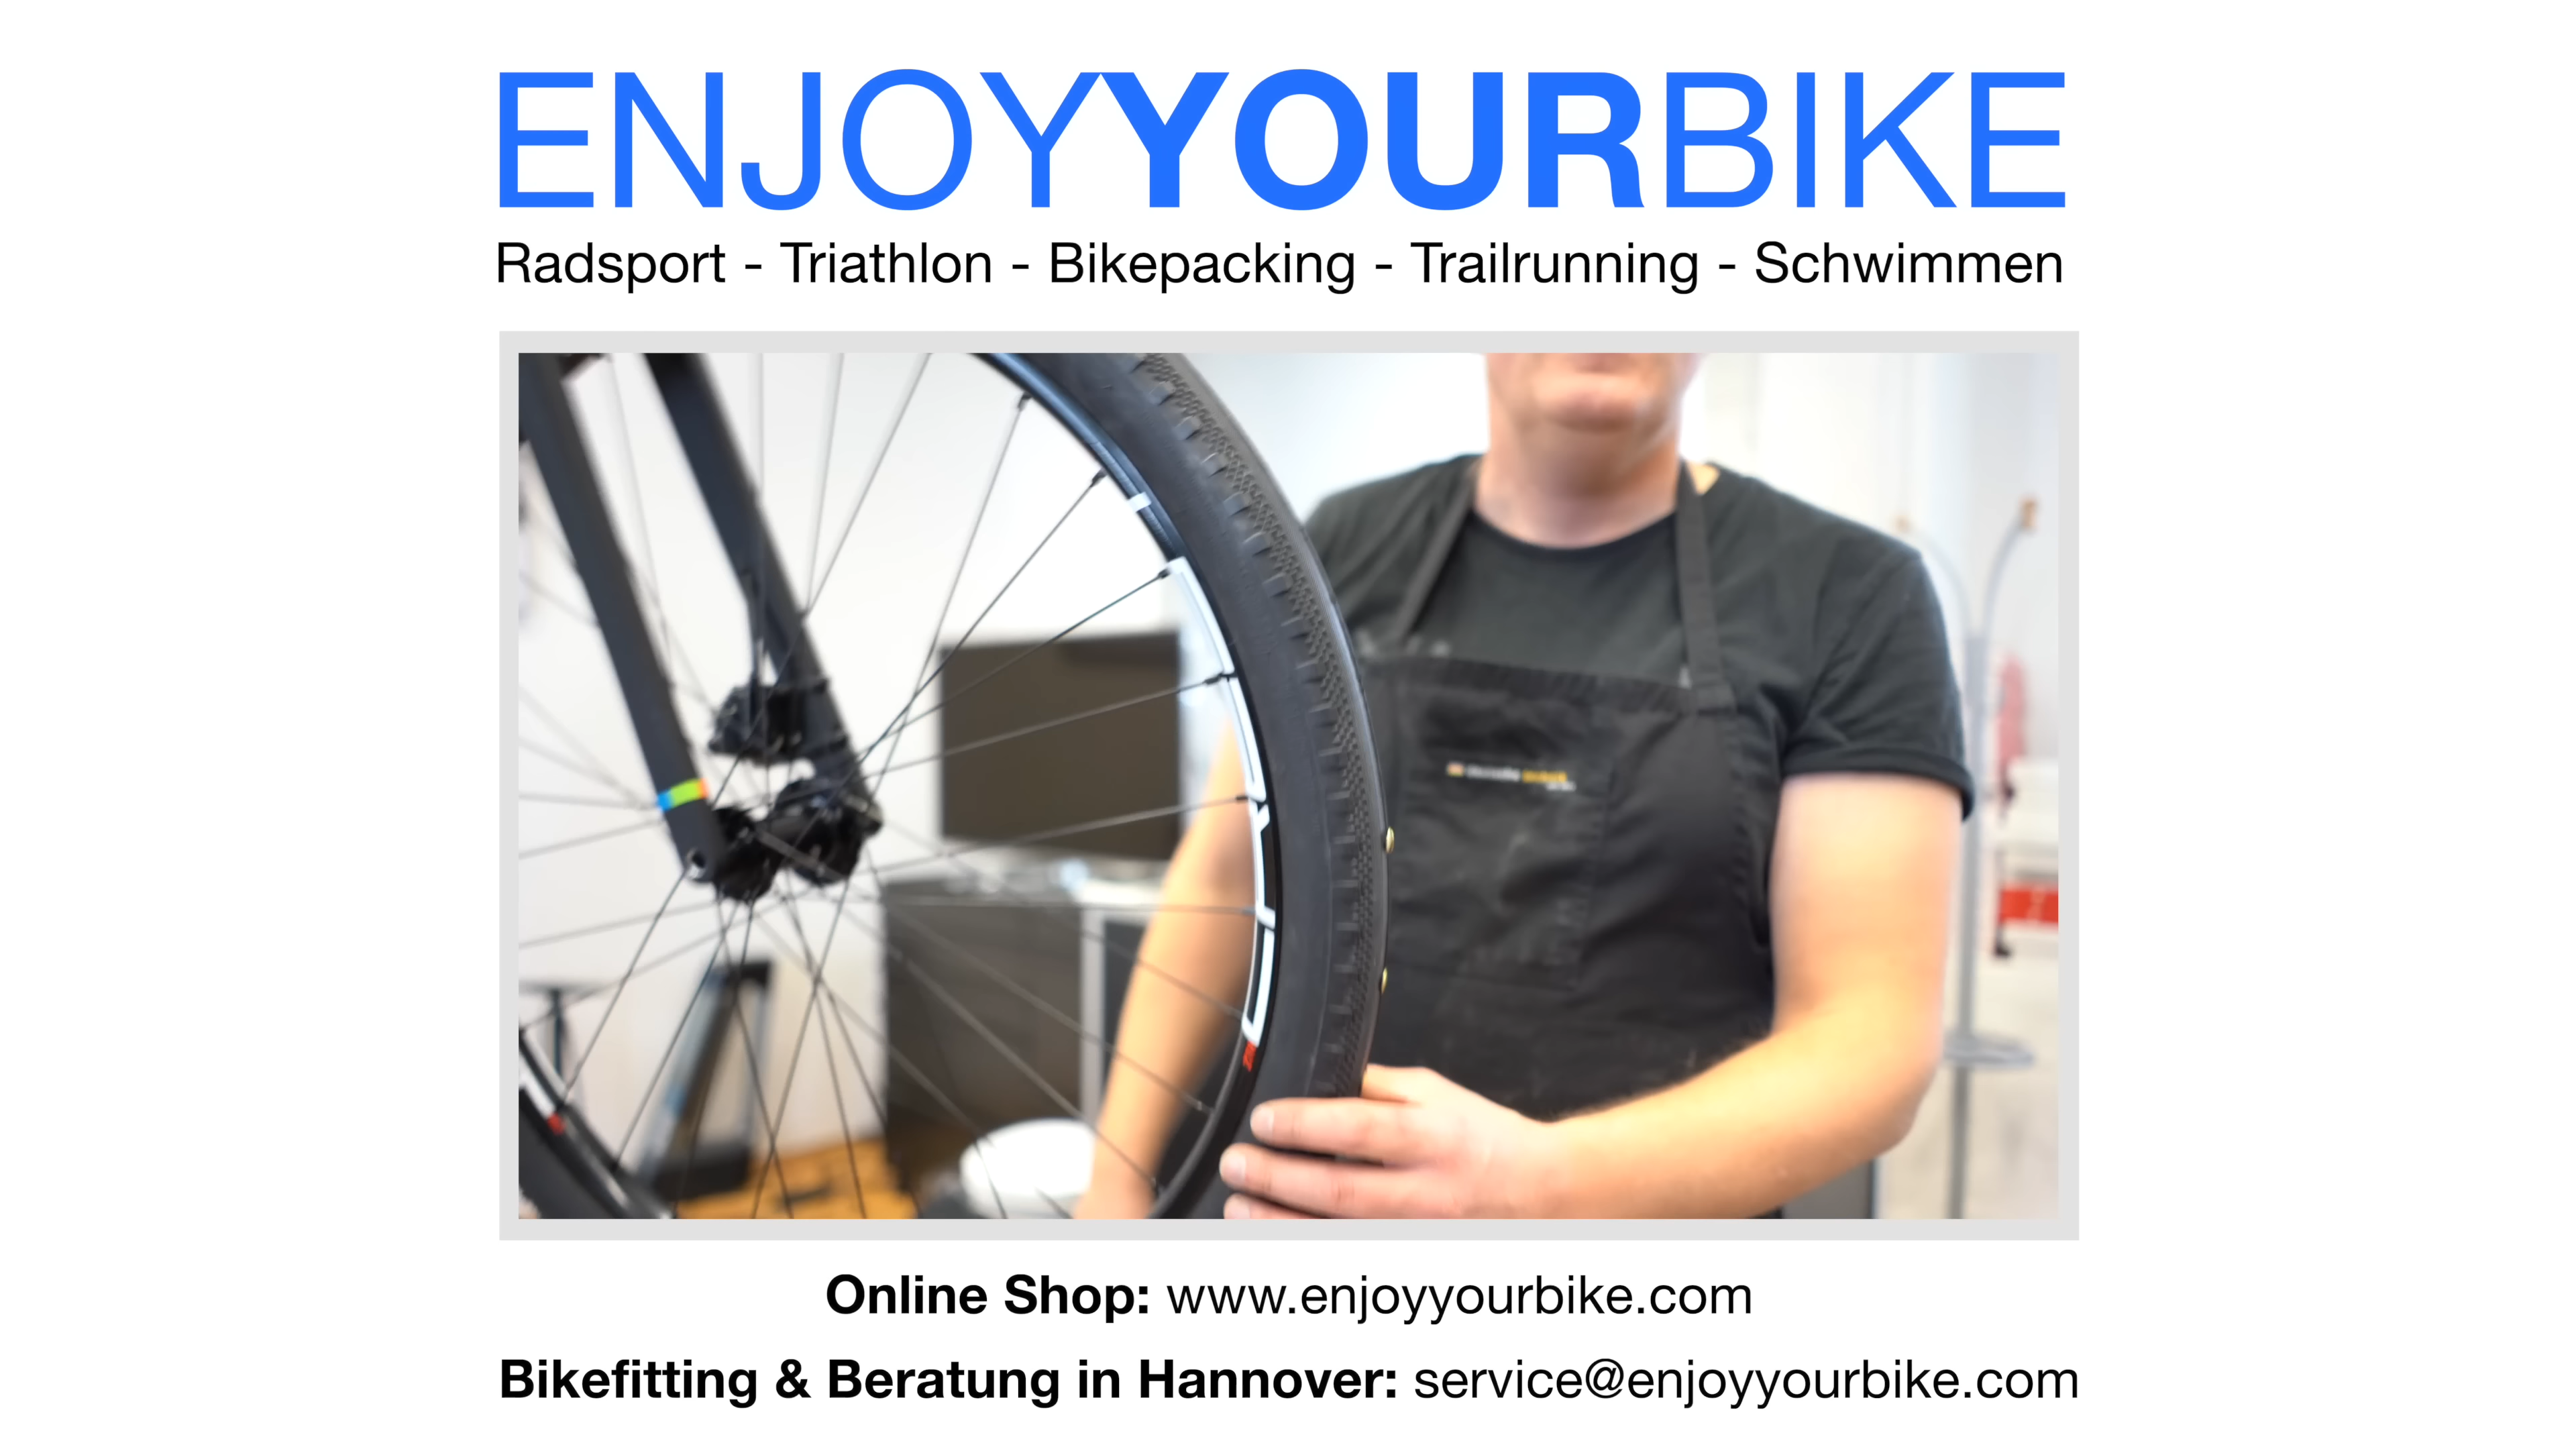 ENJOYYOURBIKE
Radsport - Triathlon - Bikepacking - Trailrunning - Schwimmen
Online Shop: www.enjoyyourbike.com
Bikefitting & Beratung in Hannover: service@enjoyyourbike.com